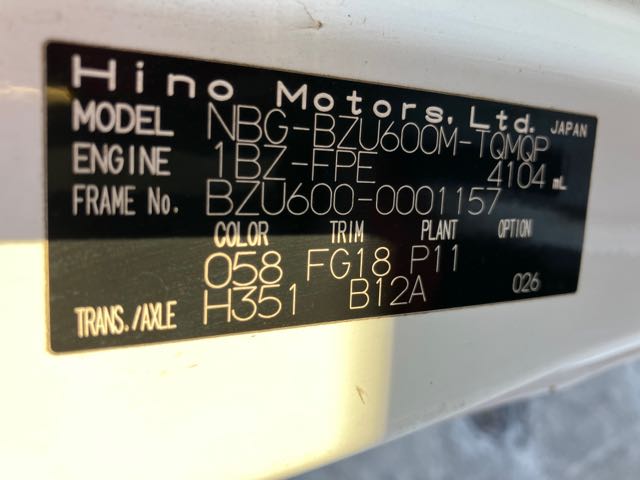 Hino Motors, Ltd. JAPAN
MODEL NBG-BZU600M-TQMQP
ENGINE 1BZ-FPE 4104 mL
FRAME No. BZU600-0001157
COLOR TRIM PLANT OPTION
058 FG18 P11
TRANS./AXLE H351 B12A 026